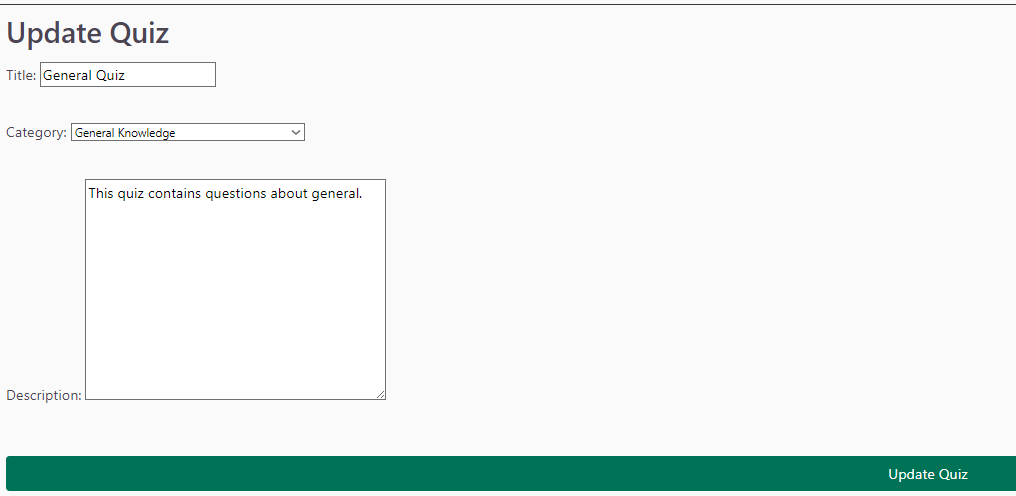 Update Quiz
Title: General Quiz
Category: General Knowledge
This quiz contains questions about general.
Description:
Update Quiz